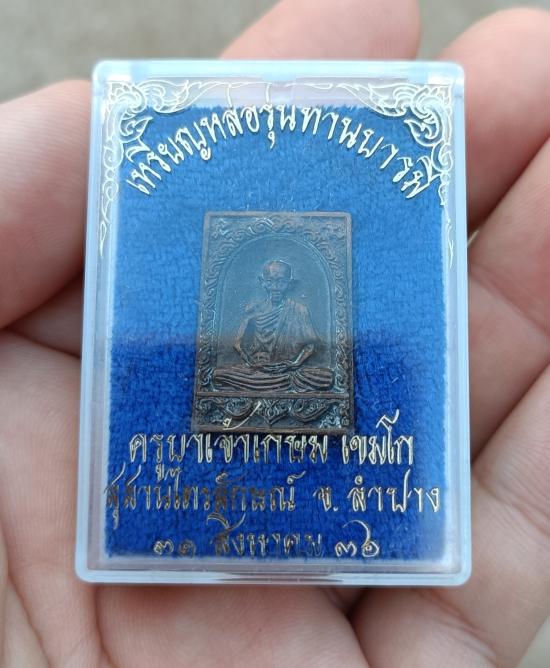 เหรียญหล่อรุ่นทานบารมี
ครูบาเจ้าเกษม เขมโก
สุสานไตรลักษณ์ จ. ลำปาง
๓๑ สิงหาคม ๓๖